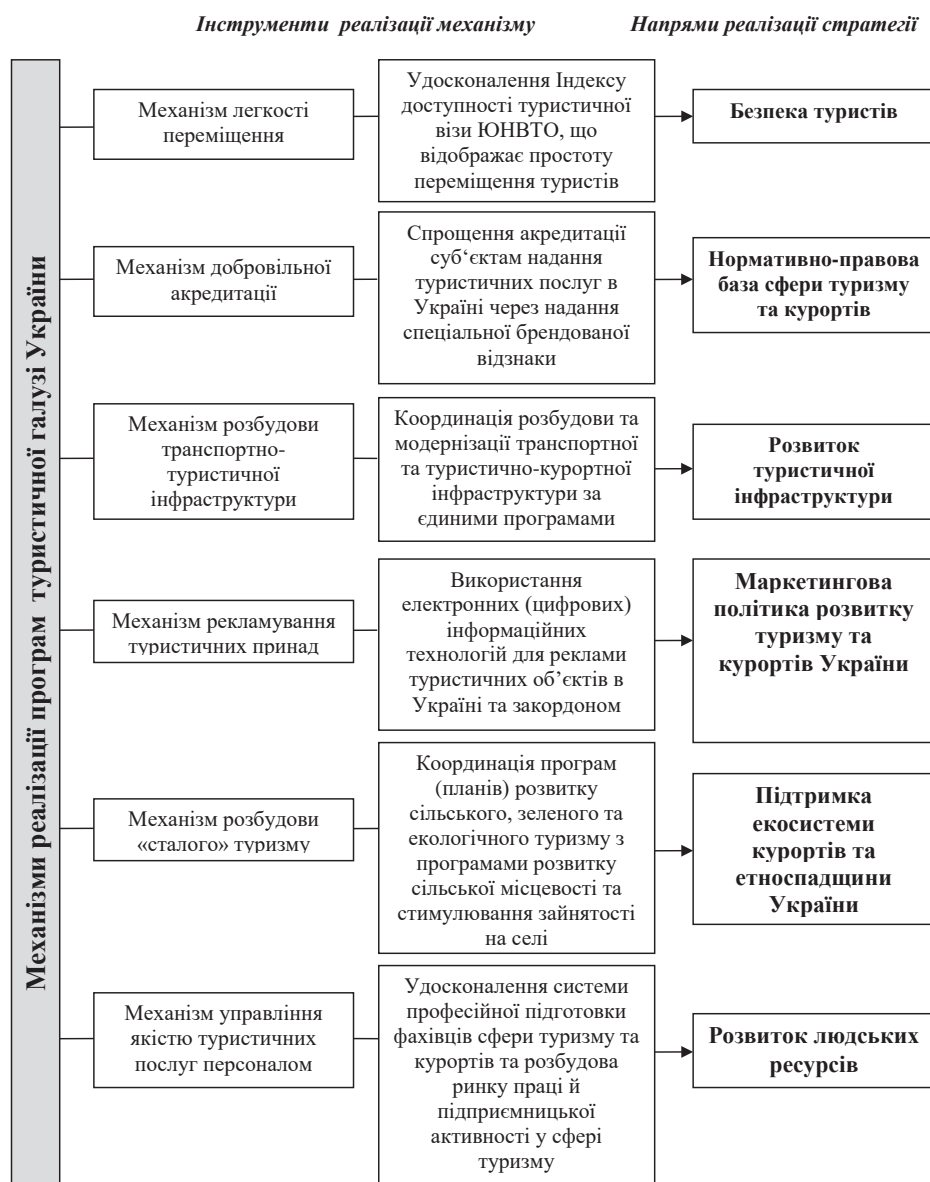 Інструменти реалізації механізму
Напрями реалізації стратегії
Механізми реалізації програм туристичної галузі України
Механізм легкості
переміщення
Удосконалення Індексу
доступності туристичної
візи ЮНВТО, що
відображає простоту
переміщення туристів
Безпека туристів
Механізм добровільної
акредитації
Спрощення акредитації
суб‘єктам надання
туристичних послуг в
Україні через надання
спеціальної брендованої
відзнаки
Нормативно-правова
база сфери туризму
та курортів
Механізм розбудови
транспортно-
туристичної
інфраструктури
Координація розбудови та
модернізації транспортної
та туристично-курортної
інфраструктури за
єдиними програмами
Розвиток
туристичної
інфраструктури
Механізм рекламування
туристичних принад
Використання
електронних (цифрових)
інформаційних
технологій для реклами
туристичних об’єктів в
Україні та закордоном
Маркетингова
політика розвитку
туризму та
курортів України
Механізм розбудови
«сталого» туризму
Координація програм
(планів) розвитку
сільського, зеленого та
екологічного туризму з
програмами розвитку
сільської місцевості та
стимулювання зайнятості
на селі
Підтримка
екосистеми
курортів та
етноспадщини
України
Механізм управління
якістю туристичних
послуг персоналом
Удосконалення системи
професійної підготовки
фахівців сфери туризму та
курортів та розбудова
ринку праці й
підприємницької
активності у сфері
туризму
Розвиток людських
ресурсів